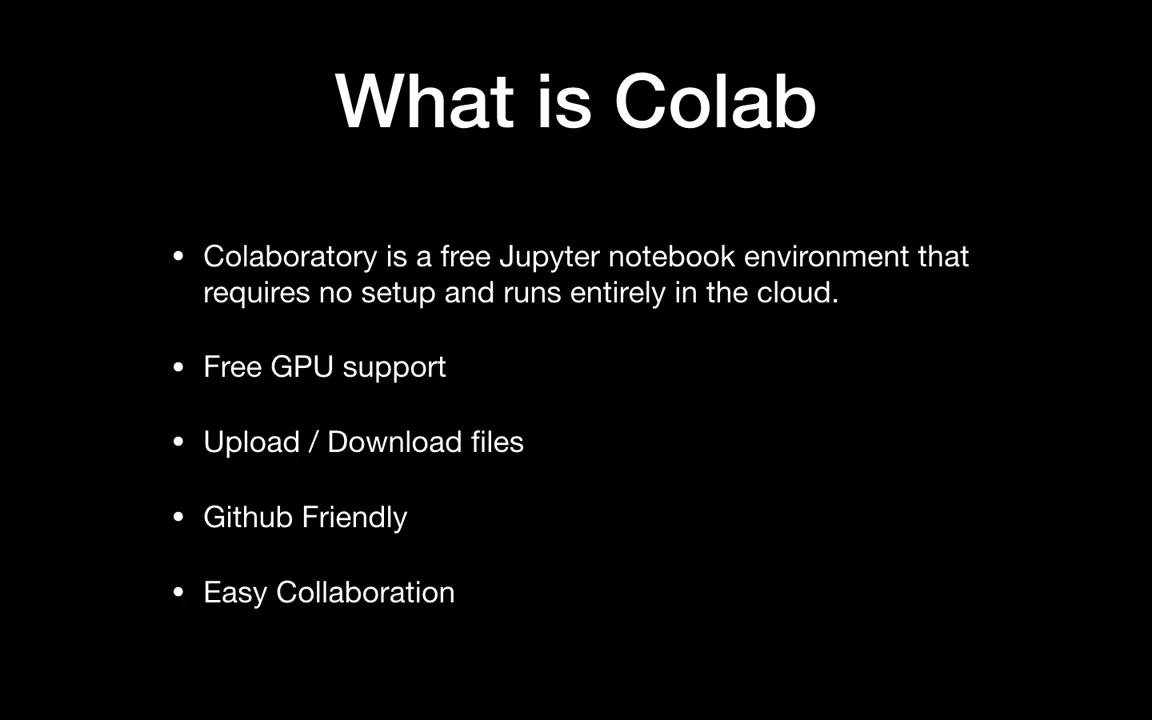 What is Colab
• Colaboratory is a free Jupyter notebook environment that
requires no setup and runs entirely in the cloud.
• Free GPU support
• Upload / Download files
• Github Friendly
• Easy Collaboration